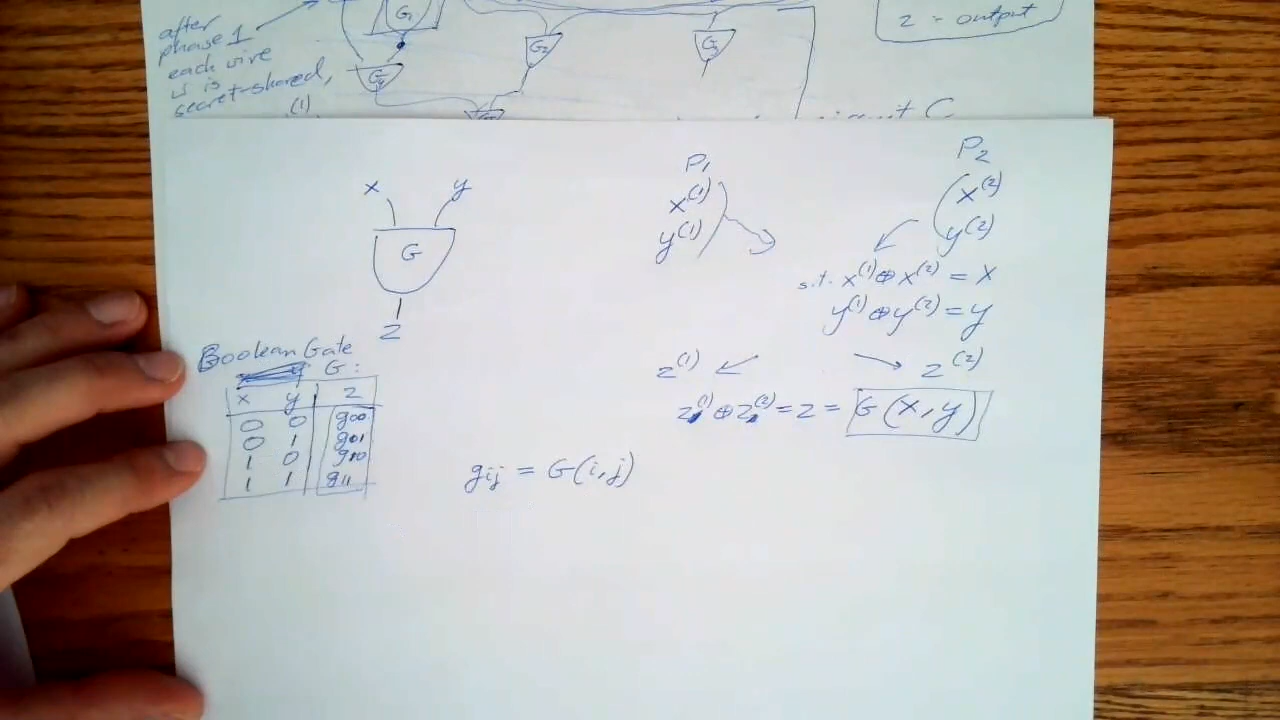 after
phase 1
each wire
is
secret-shared,
(1)
G₁
G₂
G₃
G₄
z = output
C
x y
G
z
Boolean Gate
G:
x y z
0 0 g₀₀
0 1 g₀₁
1 0 g₁₀
1 1 g₁₁
gᵢⱼ = G(i,j)
P₁
x⁽¹⁾
y⁽¹⁾
P₂
x⁽²⁾
y⁽²⁾
s.t. x⁽¹⁾ ⊕ x⁽²⁾ = x
y⁽¹⁾ ⊕ y⁽²⁾ = y
z⁽¹⁾ z⁽²⁾
z⁽¹⁾ ⊕ z⁽²⁾ = z = G(x,y)